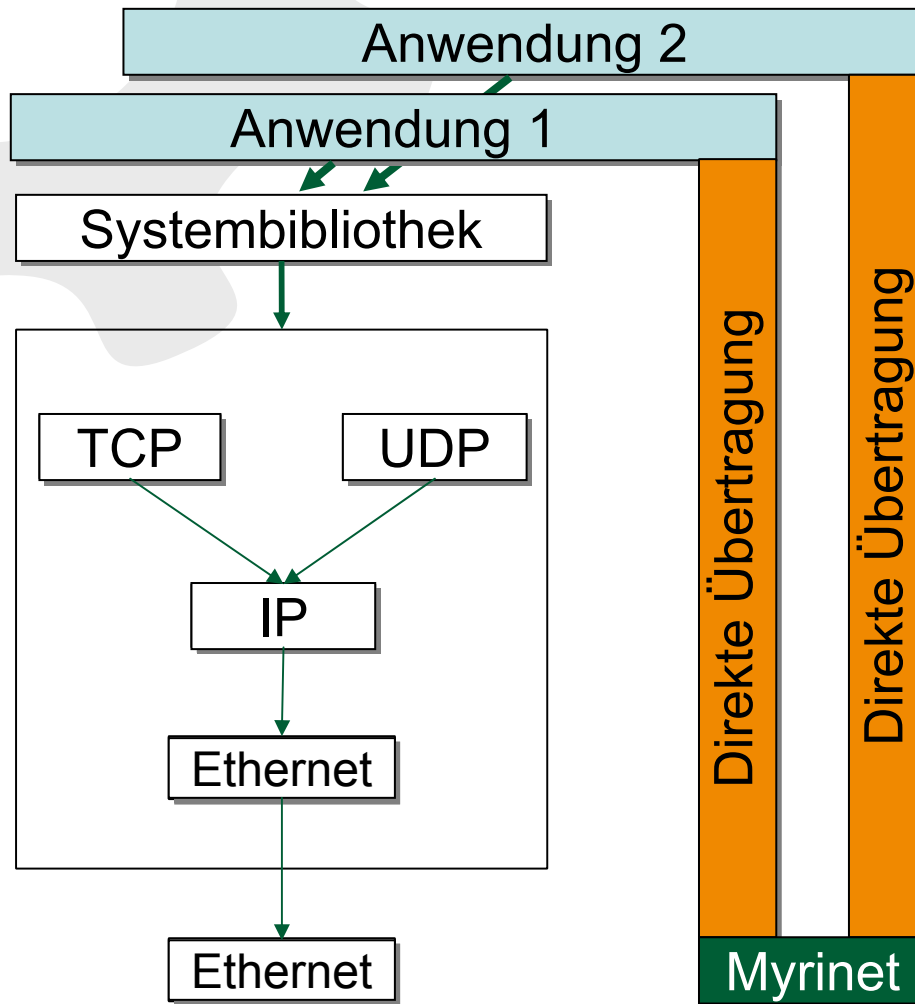 Anwendung 2
Anwendung 1
Systembibliothek
TCP
UDP
IP
Ethernet
Ethernet
Direkte Übertragung
Direkte Übertragung
Myrinet